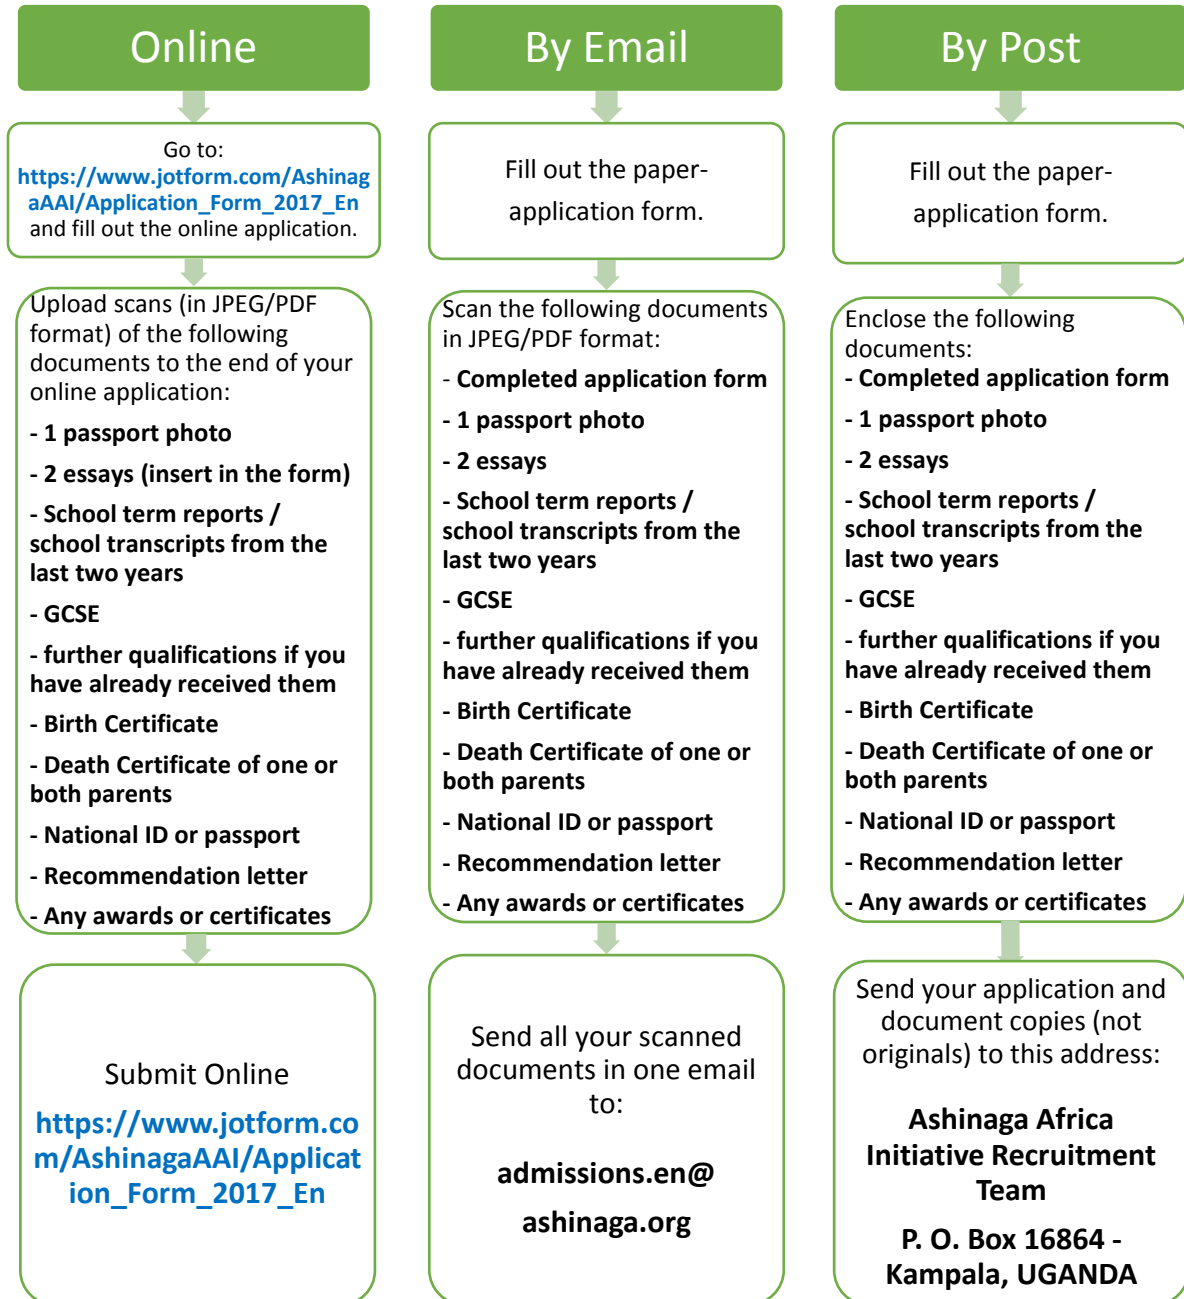 Online
Go to:
https://www.jotform.com/Ashinag
aAAI/Application_Form_2017_En
and fill out the online application.
Upload scans (in JPEG/PDF
format) of the following
documents to the end of your
online application:
- 1 passport photo
- 2 essays (insert in the form)
- School term reports /
school transcripts from the
last two years
- GCSE
- further qualifications if you
have already received them
- Birth Certificate
- Death Certificate of one or
both parents
- National ID or passport
- Recommendation letter
- Any awards or certificates
Submit Online
https://www.jotform.co
m/AshinagaAAI/Applicat
ion_Form_2017_En
By Email
Fill out the paper-
application form.
Scan the following documents
in JPEG/PDF format:
- Completed application form
- 1 passport photo
- 2 essays
- School term reports /
school transcripts from the
last two years
- GCSE
- further qualifications if you
have already received them
- Birth Certificate
- Death Certificate of one or
both parents
- National ID or passport
- Recommendation letter
- Any awards or certificates
Send all your scanned
documents in one email
to:
admissions.en@
ashinaga.org
By Post
Fill out the paper-
application form.
Enclose the following
documents:
- Completed application form
- 1 passport photo
- 2 essays
- School term reports /
school transcripts from the
last two years
- GCSE
- further qualifications if you
have already received them
- Birth Certificate
- Death Certificate of one or
both parents
- National ID or passport
- Recommendation letter
- Any awards or certificates
Send your application and
document copies (not
originals) to this address:
Ashinaga Africa
Initiative Recruitment
Team
P. O. Box 16864 -
Kampala, UGANDA